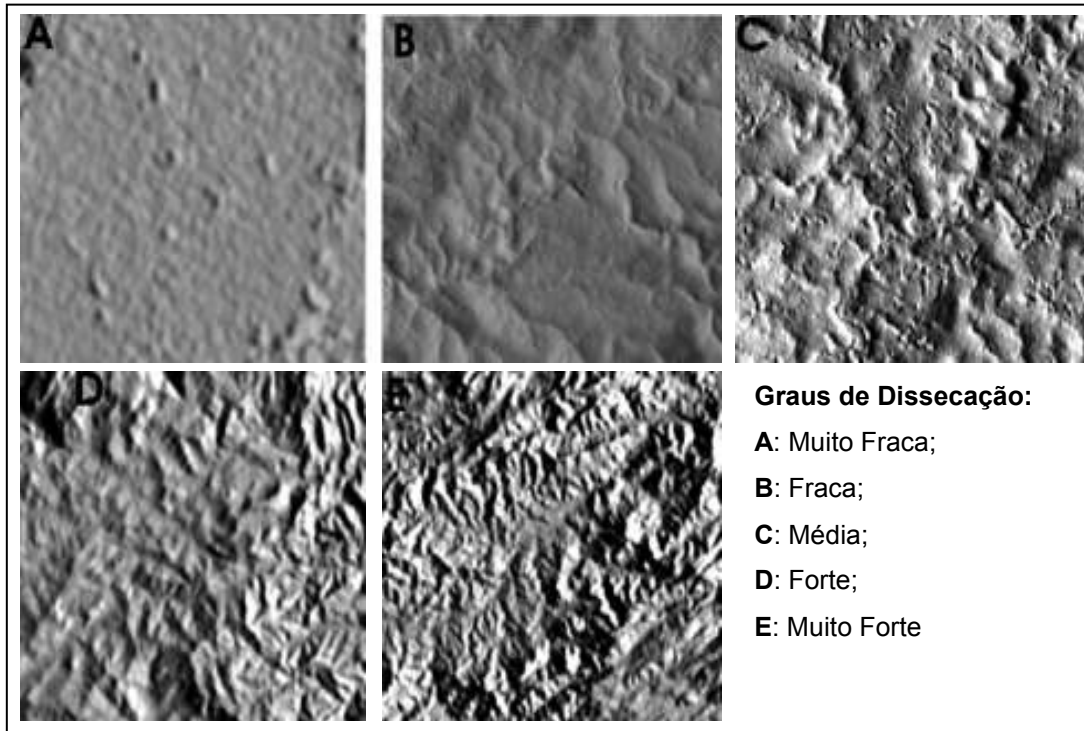 A
B
C
D
E
Graus de Dissecação:
A: Muito Fraca;
B: Fraca;
C: Média;
D: Forte;
E: Muito Forte